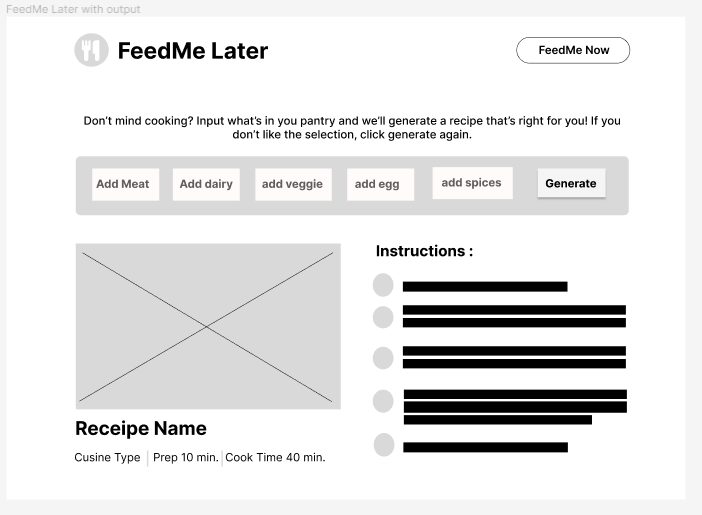 FeedMe Later with output
FeedMe Later
FeedMe Now
Don't mind cooking? Input what's in you pantry and we'll generate a recipe that's right for you! If you
don't like the selection, click generate again.
Add Meat
Add dairy
add veggie
add egg
add spices
Generate
Instructions :
Receipe Name
Cusine Type
Prep 10 min.
Cook Time 40 min.